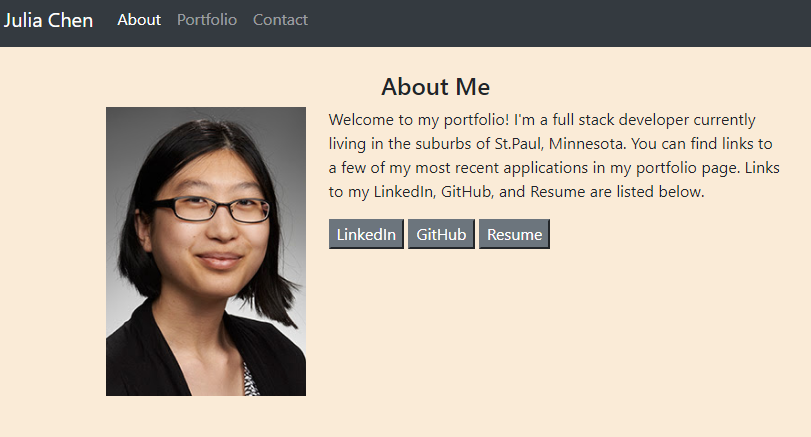 Julia Chen About Portfolio Contact
About Me
Welcome to my portfolio! I'm a full stack developer currently
living in the suburbs of St.Paul, Minnesota. You can find links to
a few of my most recent applications in my portfolio page. Links
to my LinkedIn, GitHub, and Resume are listed below.
LinkedIn GitHub Resume